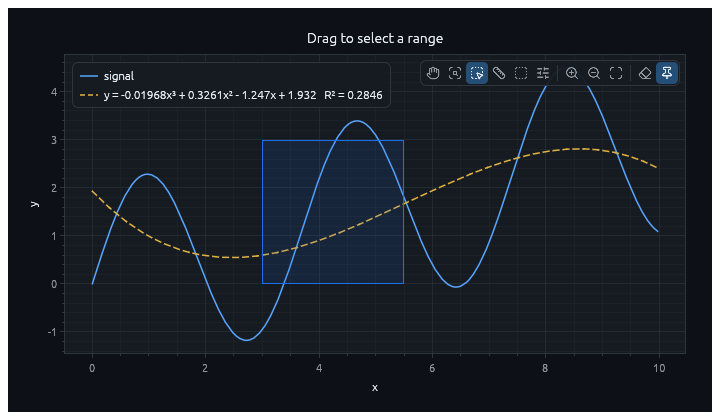 Drag to select a range
signal
y = -0.01968x³ + 0.3261x² - 1.247x + 1.932 R² = 0.2846
4
3
2
1
0
-1
y
0 2 4 6 8 10
x